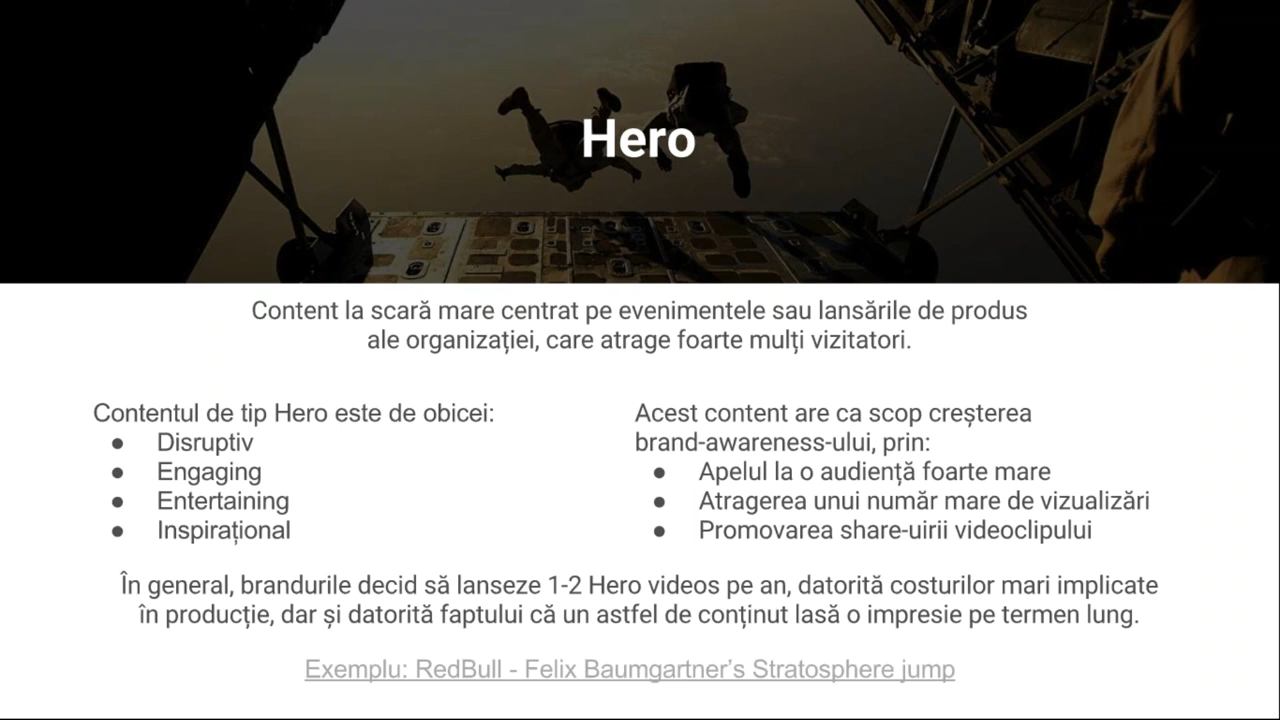 Hero
Content la scară mare centrat pe evenimentele sau lansările de produs
ale organizației, care atrage foarte mulți vizitatori.
Contentul de tip Hero este de obicei:
● Disruptiv
● Engaging
● Entertaining
● Inspirațional
Acest content are ca scop creșterea
brand-awareness-ului, prin:
● Apelul la o audiență foarte mare
● Atragerea unui număr mare de vizualizări
● Promovarea share-uirii videoclipului
În general, brandurile decid să lanseze 1-2 Hero videos pe an, datorită costurilor mari implicate
în producție, dar și datorită faptului că un astfel de conținut lasă o impresie pe termen lung.
Exemplu: RedBull - Felix Baumgartner’s Stratosphere jump